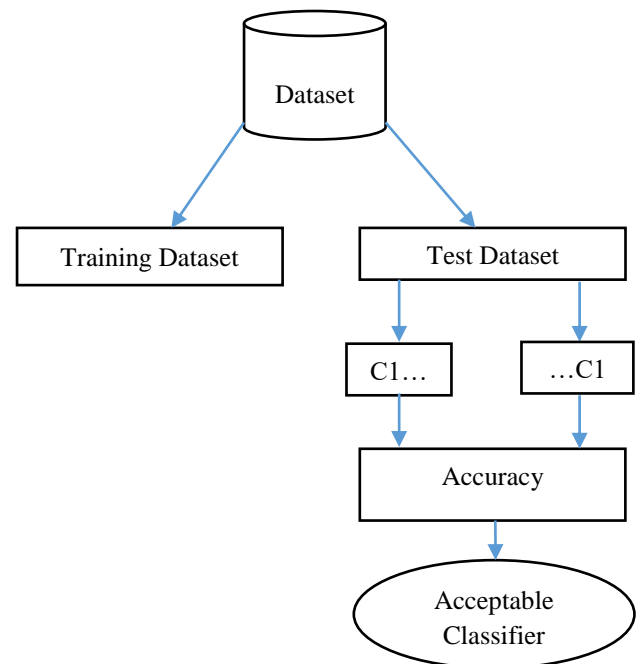 Dataset
Training Dataset
Test Dataset
C1…
…C1
Accuracy
Acceptable
Classifier